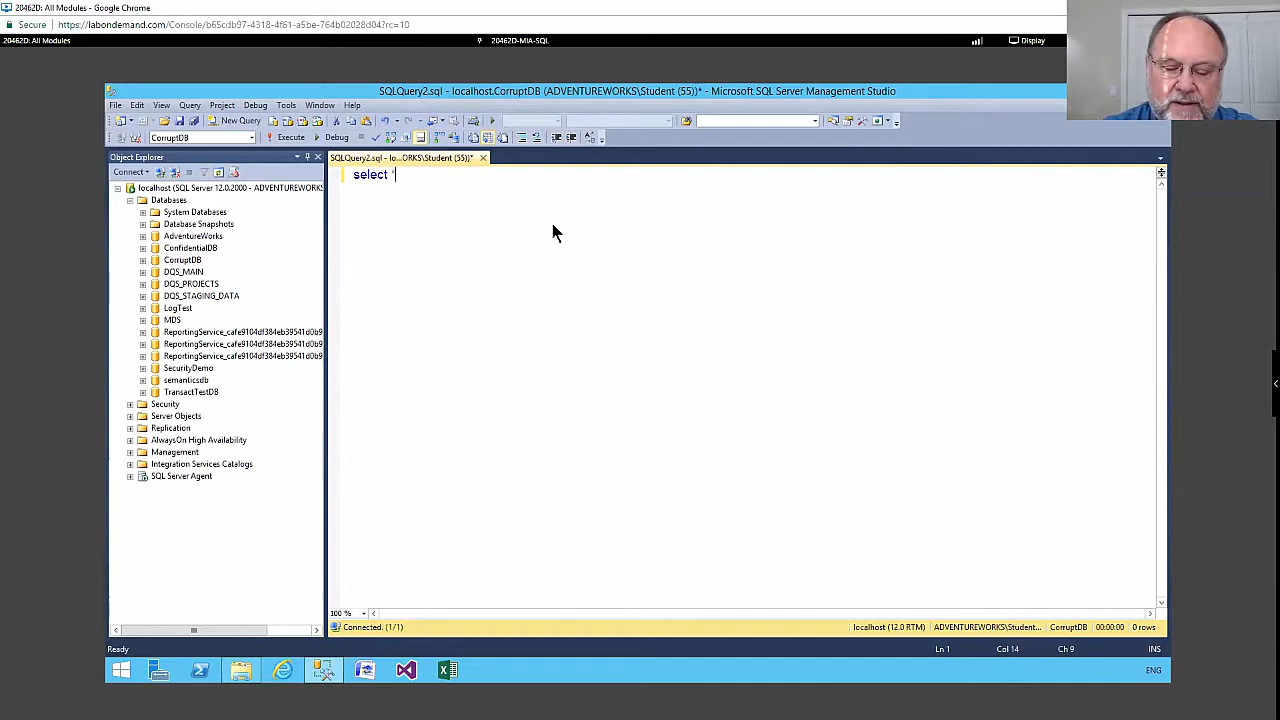 20462D: All Modules - Google Chrome
Secure https://labondemand.com/Console/b65cdb97-4318-4f61-a5be-764b02028d04?rc=10
20462D: All Modules 20462D-MIA-SQL Display
SQLQuery2.sql - localhost.CorruptDB (ADVENTUREWORKS\Student (55))* - Microsoft SQL Server Management Studio
File Edit View Query Project Debug Tools Window Help
New Query
CorruptDB Execute Debug
Object Explorer
SQLQuery2.sql - lo...ORKS\Student (55))*
Connect
select '
localhost (SQL Server 12.0.2000 - ADVENTUREWORKS
Databases
System Databases
Database Snapshots
AdventureWorks
ConfidentialDB
CorruptDB
DQS_MAIN
DQS_PROJECTS
DQS_STAGING_DATA
LogTest
MDS
ReportingService_cafe9104df384eb39541d0b9
ReportingService_cafe9104df384eb39541d0b9
ReportingService_cafe9104df384eb39541d0b9
SecurityDemo
semanticsdb
TransactTestDB
Security
Server Objects
Replication
AlwaysOn High Availability
Management
Integration Services Catalogs
SQL Server Agent
100 %
Connected. (1/1) localhost (12.0 RTM) ADVENTUREWORKS\Student... CorruptDB 00:00:00 0 rows
Ready Ln 1 Col 14 Ch 9 INS
ENG